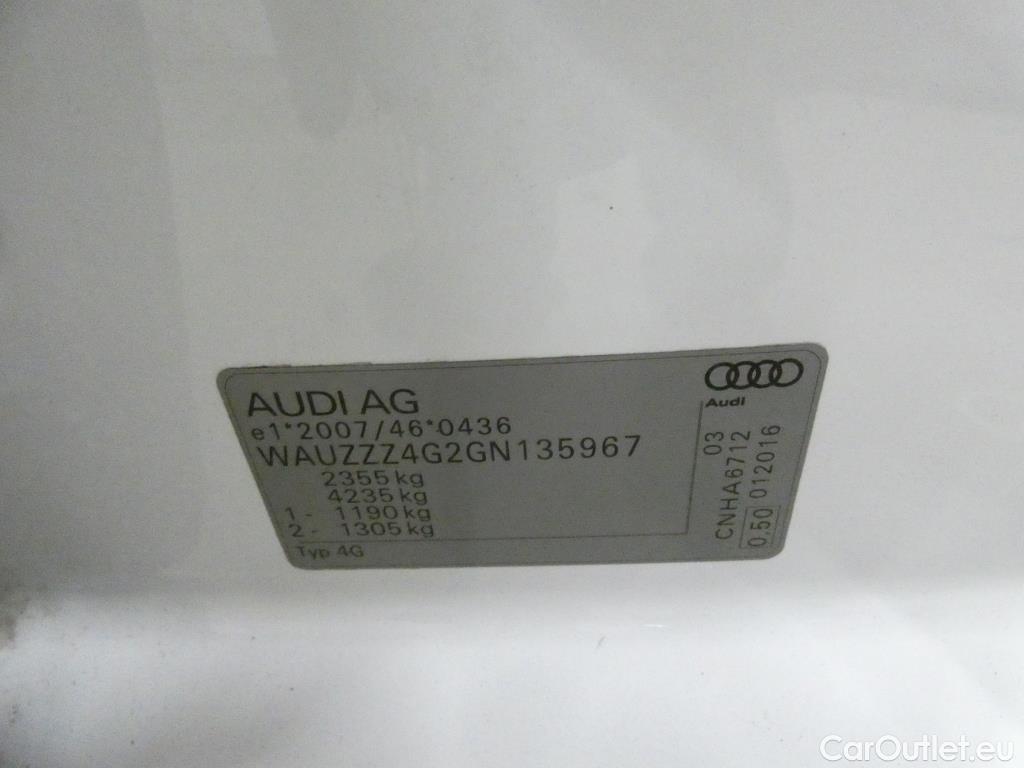 AUDI AG
e1*2007/46*0436
WAUZZZ4G2GN135967
2355 kg
4235 kg
1 - 1190 kg
2 - 1305 kg
Typ 4G
Audi
03
CNHA6712
0,50 012016
CarOutlet.eu